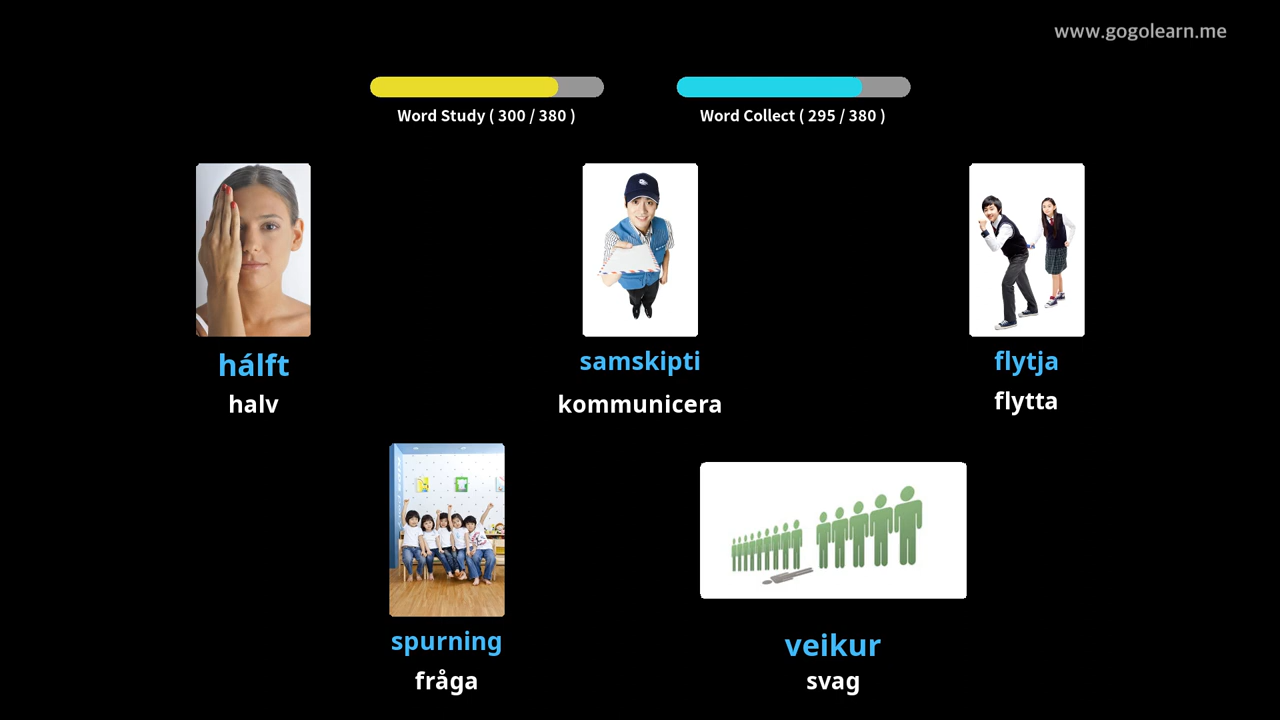 www.gogolearn.me
Word Study ( 300 / 380 )
Word Collect ( 295 / 380 )
hálft
halv
samskipti
kommunicera
flytja
flytta
spurning
fråga
veikur
svag